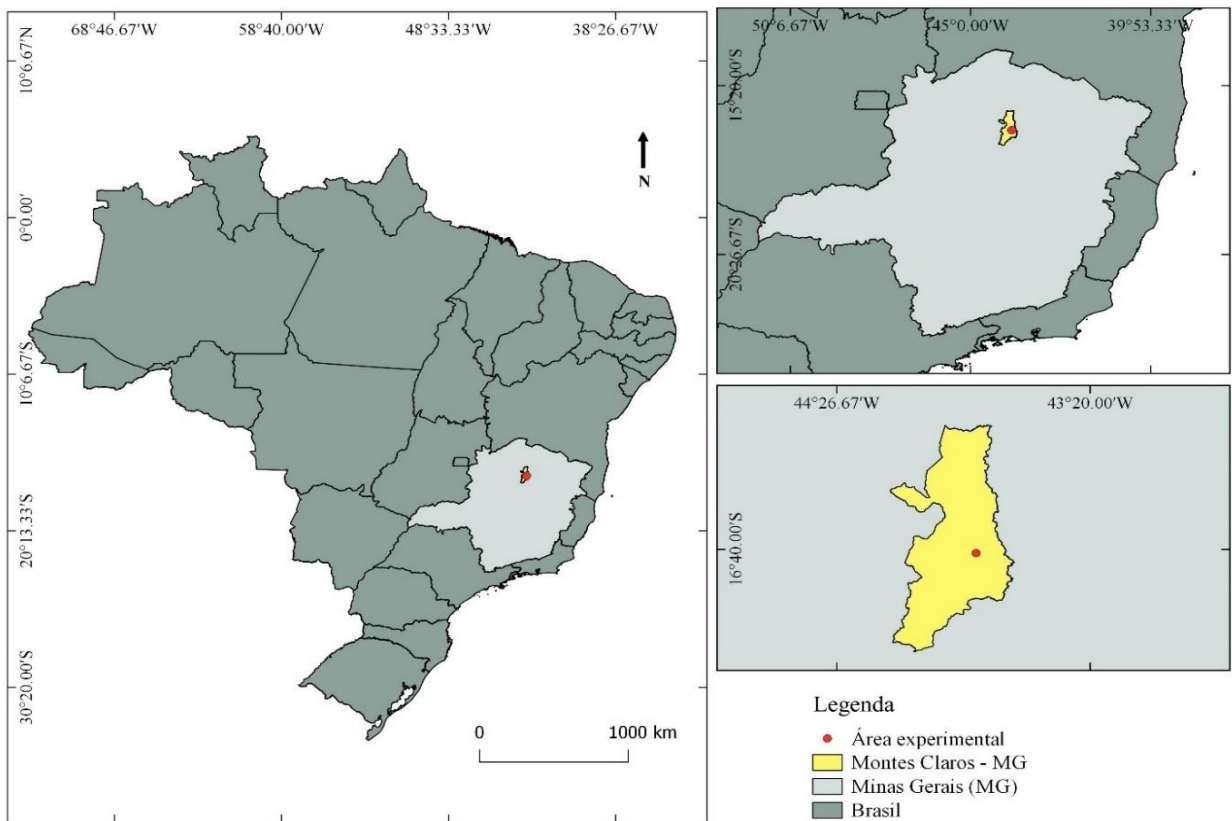 68°46.67'W 58°40.00'W 48°33.33'W 38°26.67'W
10°6.67'N
0°0.00'
10°6.67'S
20°13.33'S
30°20.00'S
N
0 1000 km
50°6.67'W 45°0.00'W 39°53.33'W
15°20.00'S
20°26.67'S
44°26.67'W 43°20.00'W
16°40.00'S
Legenda
Área experimental
Montes Claros - MG
Minas Gerais (MG)
Brasil